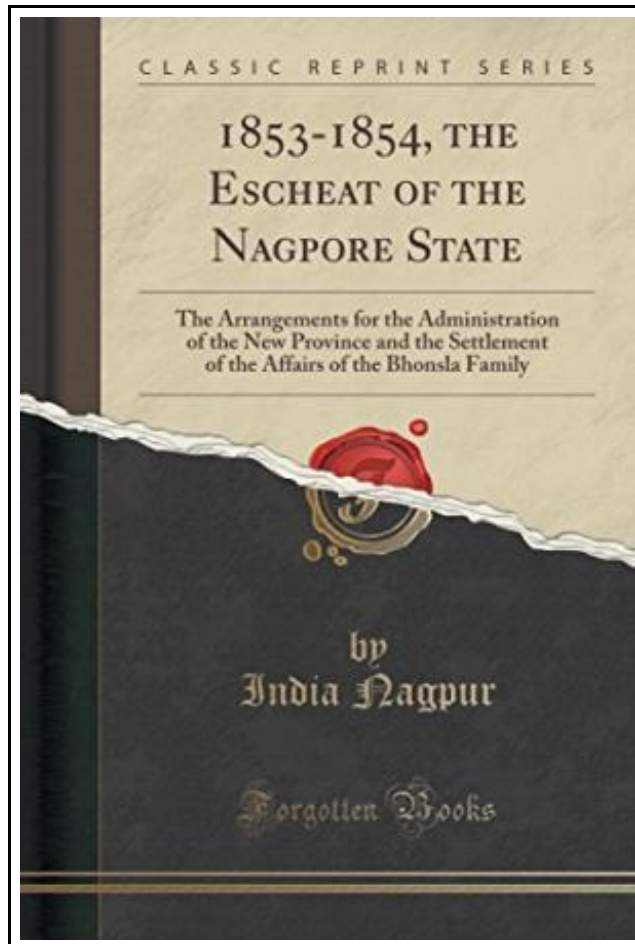 CLASSIC REPRINT SERIES
1853-1854, THE
ESCHEAT OF THE
NAGPORE STATE
The Arrangements for the Administration
of the New Province and the Settlement
of the Affairs of the Bhonsla Family
by
India Nagpur
Forgotten Books